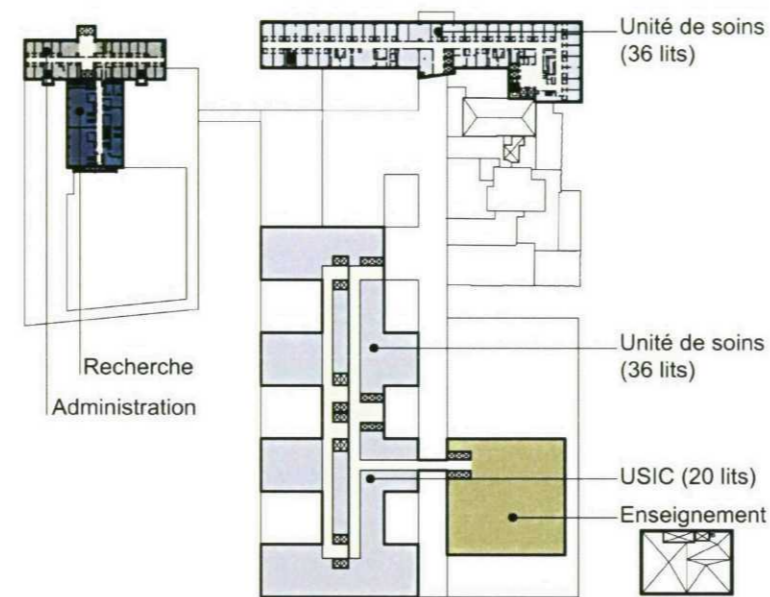 Unité de soins
(36 lits)
Recherche
Administration
Unité de soins
(36 lits)
USIC (20 lits)
Enseignement